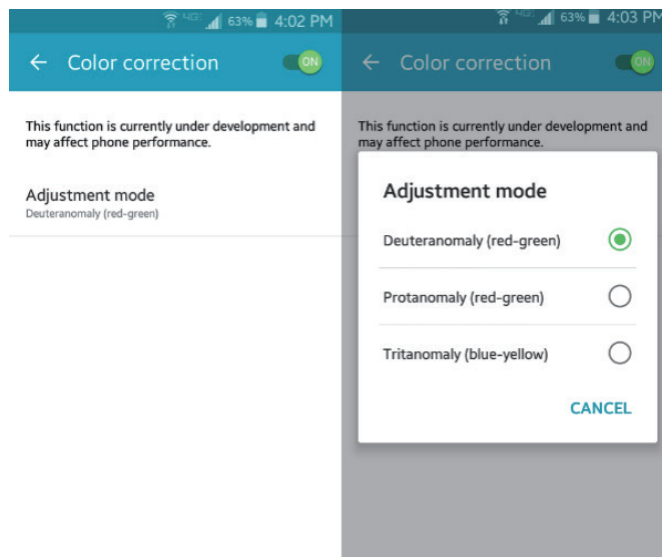 4G 63% 4:02 PM
← Color correction ON
This function is currently under development and
may affect phone performance.
Adjustment mode
Deuteranomaly (red-green)
63% 4:03 PM
← Color correction ON
This function is currently under development and
may affect phone performance.
Adjustment mode
Deuteranomaly (red-green)
Protanomaly (red-green)
Tritanomaly (blue-yellow)
CANCEL